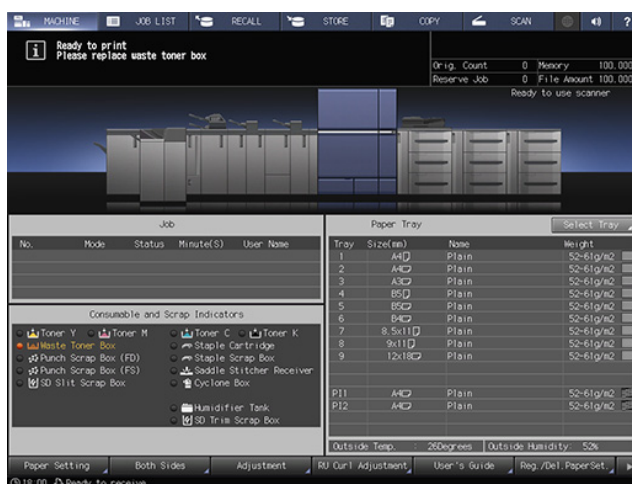 MACHINE JOB LIST RECALL STORE COPY SCAN ?
Ready to print
Please replace waste toner box
Orig. Count 0 Memory 100.000
Reserve Job 0 File Amount 100.000
Ready to use scanner
Job
No. Mode Status Minute(S) User Name
Paper Tray Select Tray
Tray Size(mm) Name Weight
1 A4 Plain 52-61g/m2
2 A4 Plain 52-61g/m2
3 A3 Plain 52-61g/m2
4 B5 Plain 52-61g/m2
5 B5 Plain 52-61g/m2
6 B4 Plain 52-61g/m2
7 8.5x11 Plain 52-61g/m2
8 9x11 Plain 52-61g/m2
9 12x18 Plain 52-61g/m2
PI1 A4 Plain 52-61g/m2
PI2 A4 Plain 52-61g/m2
Consumable and Scrap Indicators
Toner Y Toner M Toner C Toner K
Waste Toner Box Staple Cartridge
Punch Scrap Box (FD) Staple Scrap Box
Punch Scrap Box (FS) Saddle Stitcher Receiver
SD Slit Scrap Box Cyclone Box
Humidifier Tank
SD Trim Scrap Box
Outside Temp. : 26Degrees Outside Humidity: 52%
Paper Setting Both Sides Adjustment RU Curl Adjustment User's Guide Reg./Del.PaperSet.
18:00 Ready to receive